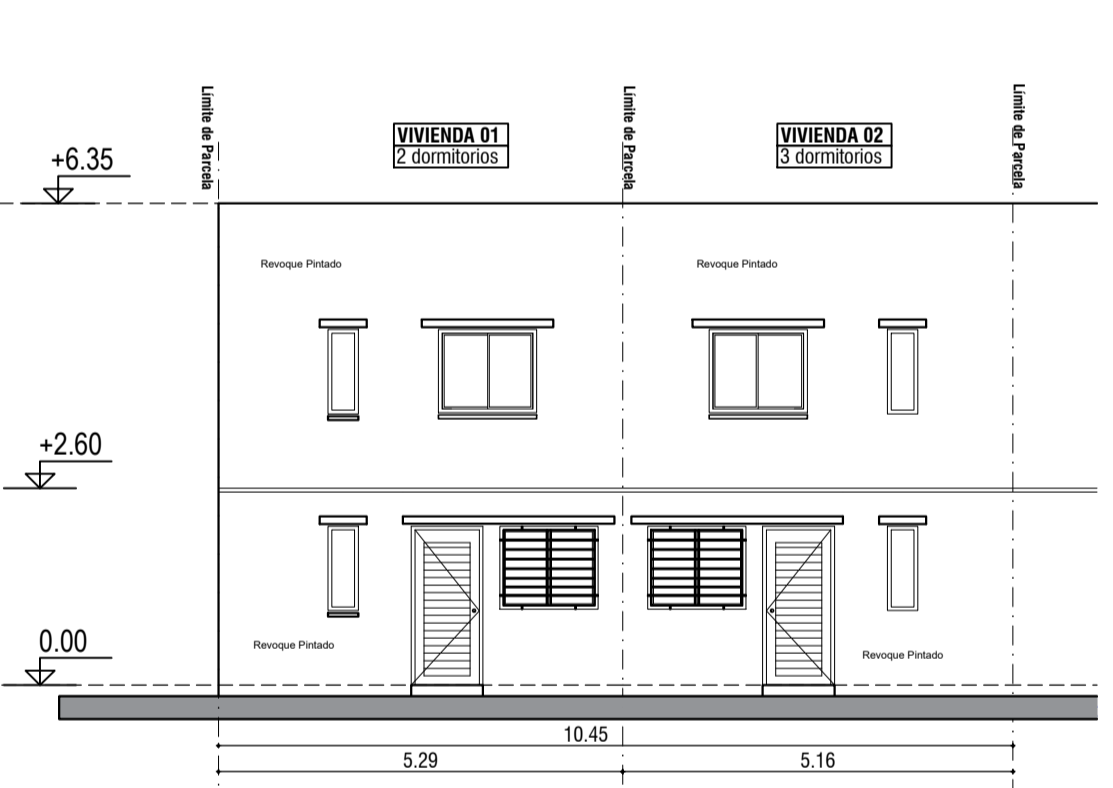 Límite de Parcela
VIVIENDA 01
2 dormitorios
Límite de Parcela
VIVIENDA 02
3 dormitorios
Límite de Parcela
+6.35
Revoque Pintado
Revoque Pintado
+2.60
0.00
Revoque Pintado
Revoque Pintado
10.45
5.29
5.16